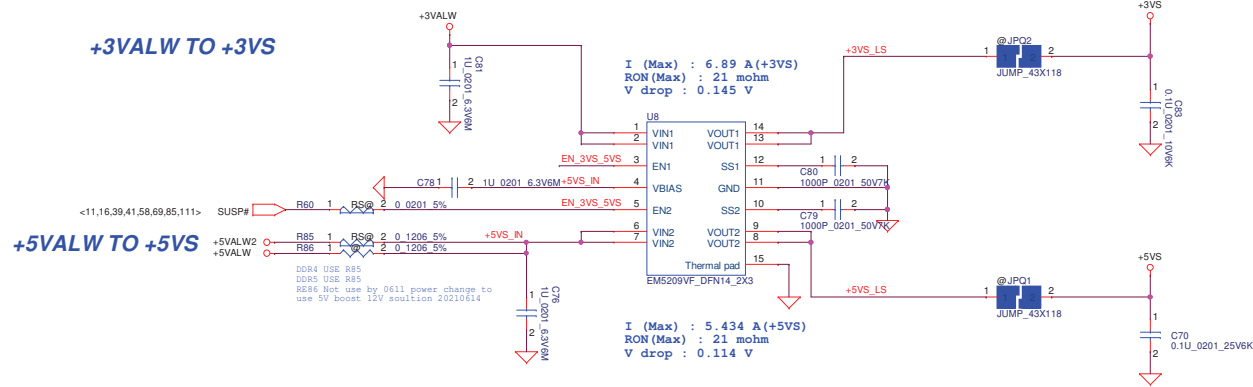 +3VALW TO +3VS
+3VALW
1
C81
1U_0201_6.3V6M
2
I (Max) : 6.89 A(+3VS)
RON(Max) : 21 mohm
V drop : 0.145 V
+3VS_LS
@JPQ2
1 1 2 2
JUMP_43X118
+3VS
1
C83
0.1U_0201_10V6K
2
U8
1 VIN1 VOUT1 14
2 VIN1 VOUT1 13
EN_3VS_5VS 3 EN1 SS1 12
C80 1 2
1000P_0201_50V7K
C78 1 2 1U_0201_6.3V6M +5VS_IN 4 VBIAS GND 11
<11,16,39,41,58,69,85,111> SUSP# R60 1 RS@ 2 0_0201_5% EN_3VS_5VS 5 EN2 SS2 10
C79 1 2
1000P_0201_50V7K
+5VALW TO +5VS
6 VIN2 VOUT2 9
+5VALW2 R85 1 RS@ 2 0_1206_5% +5VS_IN 7 VIN2 VOUT2 8
+5VALW R86 1 @ 2 0_1206_5%
Thermal pad 15
EM5209VF_DFN14_2X3
DDR4 USE R85
DDR5 USE R85
RE86 Not use by 0611 power change to
use 5V boost 12V soultion 20210614
1
C76
1U_0201_6.3V6M
2
+5VS_LS
@JPQ1
1 1 2 2
JUMP_43X118
+5VS
1
C70
0.1U_0201_25V6K
2
I (Max) : 5.434 A(+5VS)
RON(Max) : 21 mohm
V drop : 0.114 V